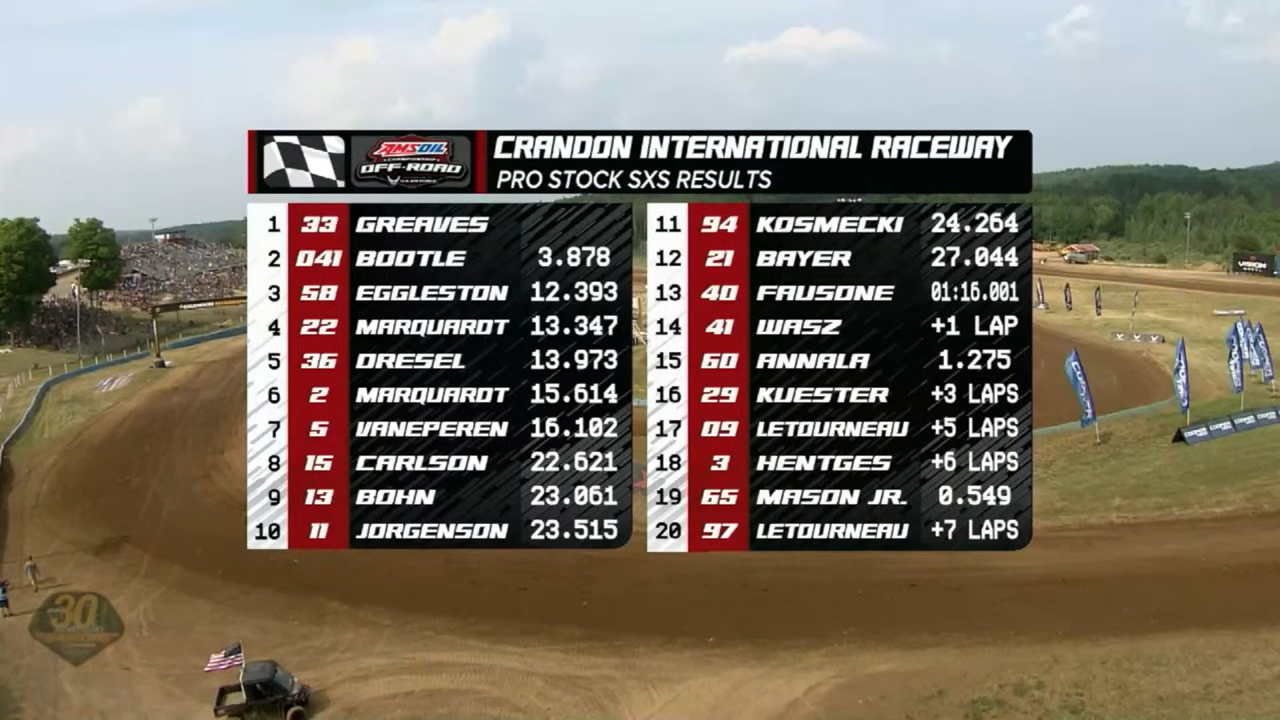 AMSOIL
CHAMPIONSHIP
OFF-ROAD
CRANDON INTERNATIONAL RACEWAY
PRO STOCK SXS RESULTS
1 33 GREAVES
2 041 BOOTLE 3.878
3 58 EGGLESTON 12.393
4 22 MARQUARDT 13.347
5 36 DRESEL 13.973
6 2 MARQUARDT 15.614
7 5 VANEPEREN 16.102
8 15 CARLSON 22.621
9 13 BOHN 23.061
10 11 JORGENSON 23.515
11 94 KOSMECKI 24.264
12 21 BAYER 27.044
13 40 FAUSONE 01:16.001
14 41 WASZ +1 LAP
15 60 ANNALA 1.275
16 29 KUESTER +3 LAPS
17 09 LETOURNEAU +5 LAPS
18 3 HENTGES +6 LAPS
19 65 MASON JR. 0.549
20 97 LETOURNEAU +7 LAPS
VISION
30